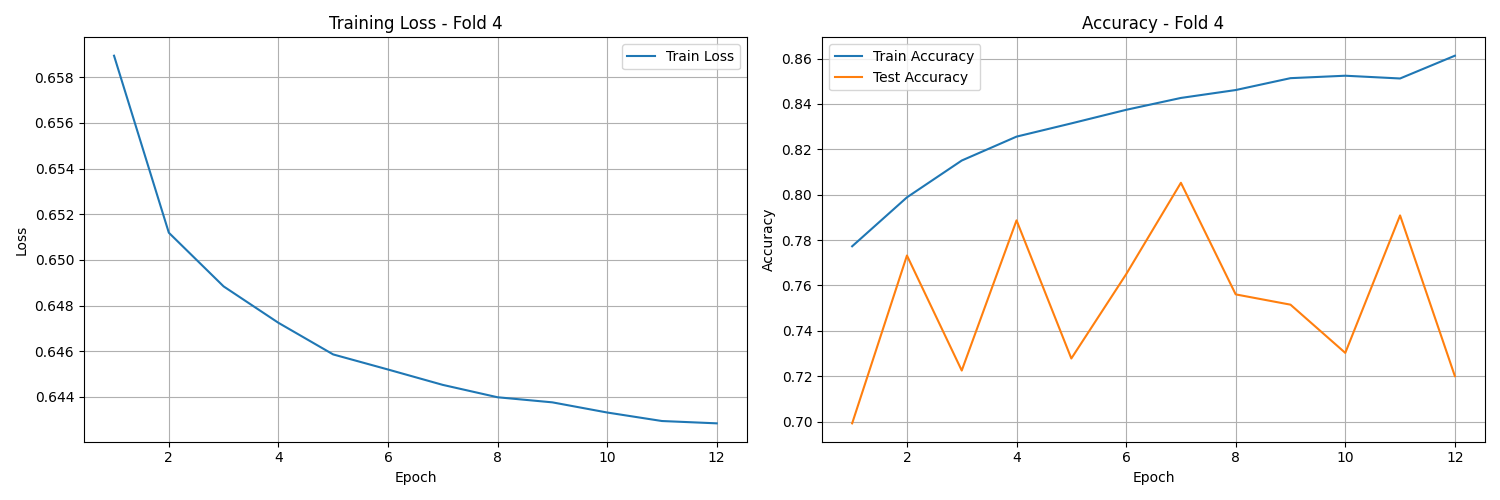 Training Loss - Fold 4
Train Loss
0.658
0.656
0.654
0.652
0.650
0.648
0.646
0.644
Loss
2 4 6 8 10 12
Epoch
Accuracy - Fold 4
Train Accuracy
Test Accuracy
0.86
0.84
0.82
0.80
0.78
0.76
0.74
0.72
0.70
Accuracy
2 4 6 8 10 12
Epoch